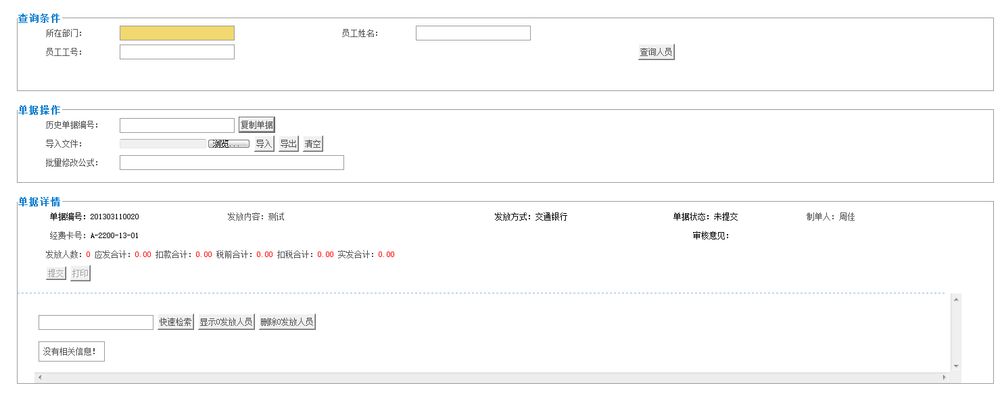 查询条件
所在部门： 员工姓名：
员工工号： 查询人员
单据操作
历史单据编号： 复制单据
导入文件： 浏览... 导入 导出 清空
批量修改公式：
单据详情
单据编号：201303110020 发放内容：测试 发放方式：交通银行 单据状态：未提交 制单人：周佳
经费卡号：A-2200-13-01 审核意见：
发放人数：0 应发合计：0.00 扣款合计：0.00 税前合计：0.00 扣税合计：0.00 实发合计：0.00
提交 打印
快速检索 显示0发放人员 删除0发放人员
没有相关信息！